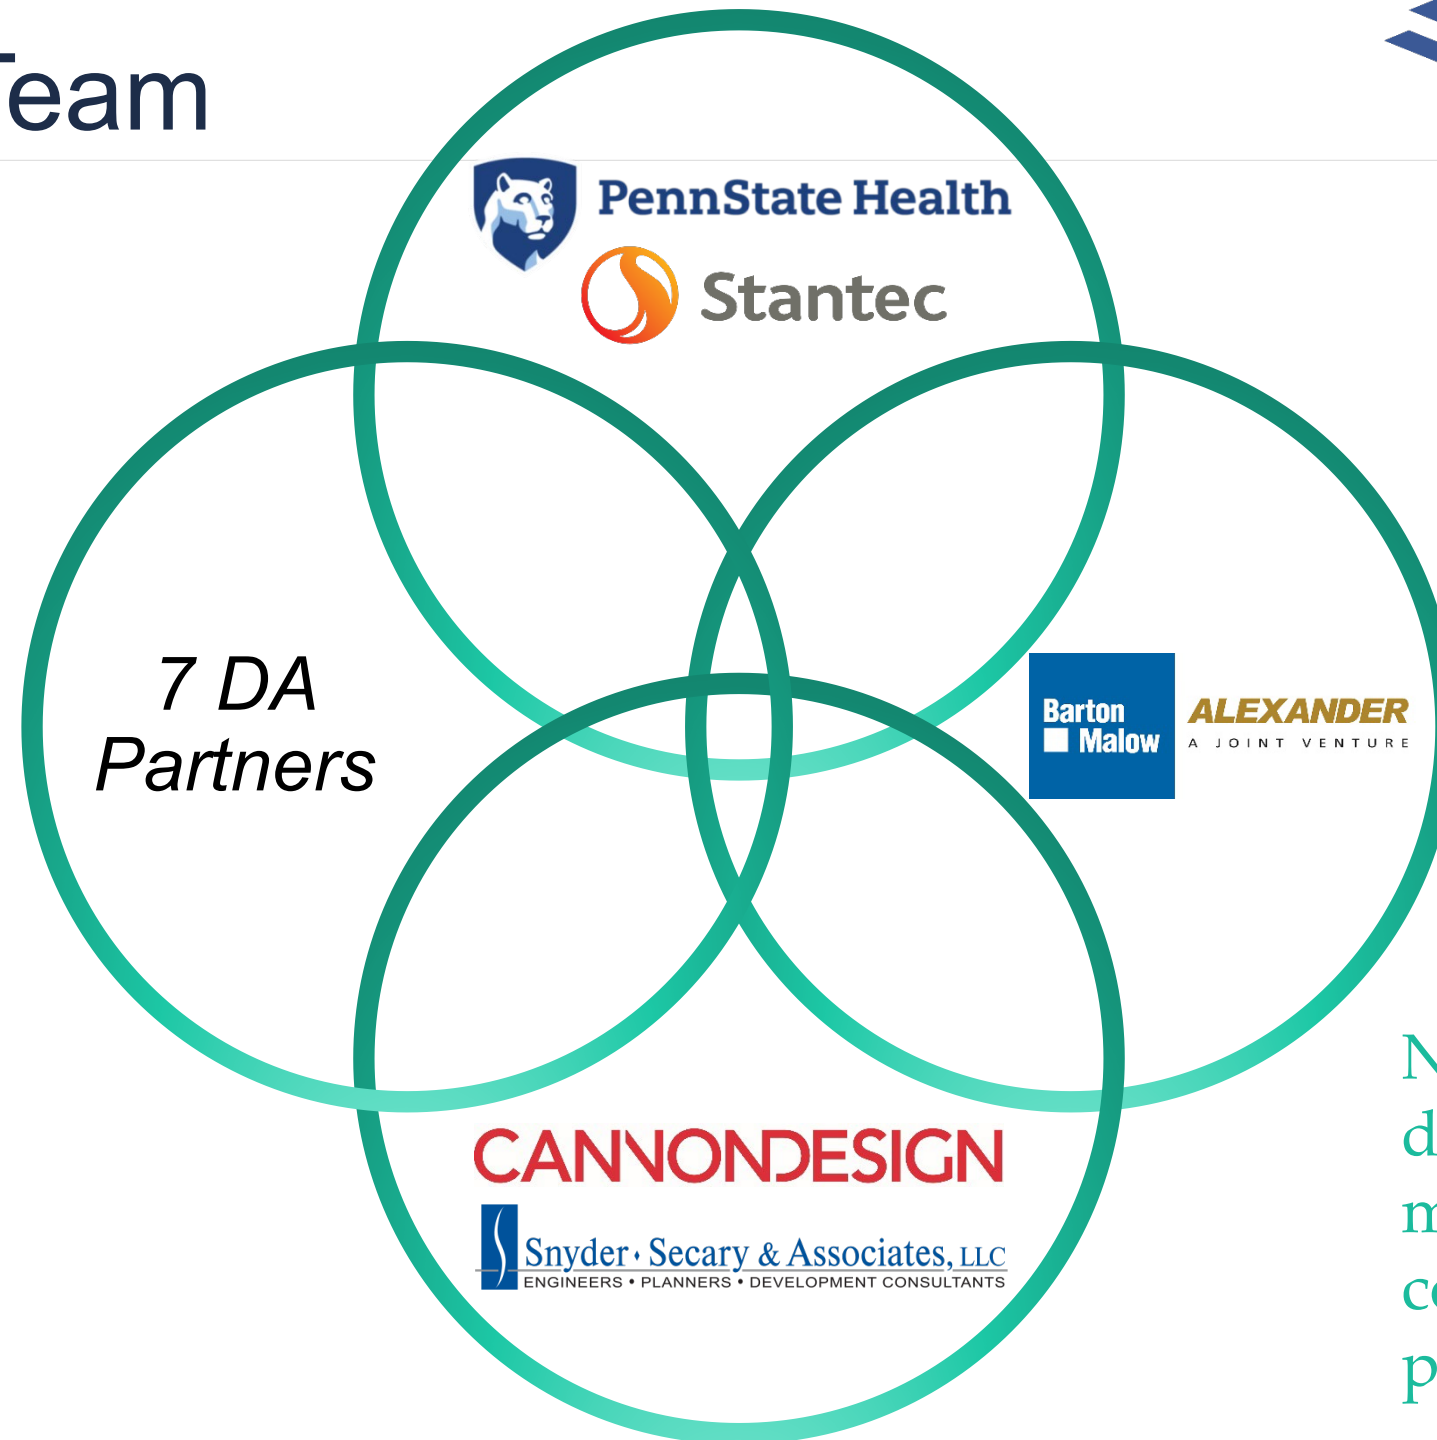 Team
PennState Health
Stantec
7 DA
Partners
Barton
Malow
ALEXANDER
A JOINT VENTURE
CANNONDESIGN
Snyder · Secary & Associates, LLC
ENGINEERS • PLANNERS • DEVELOPMENT CONSULTANTS